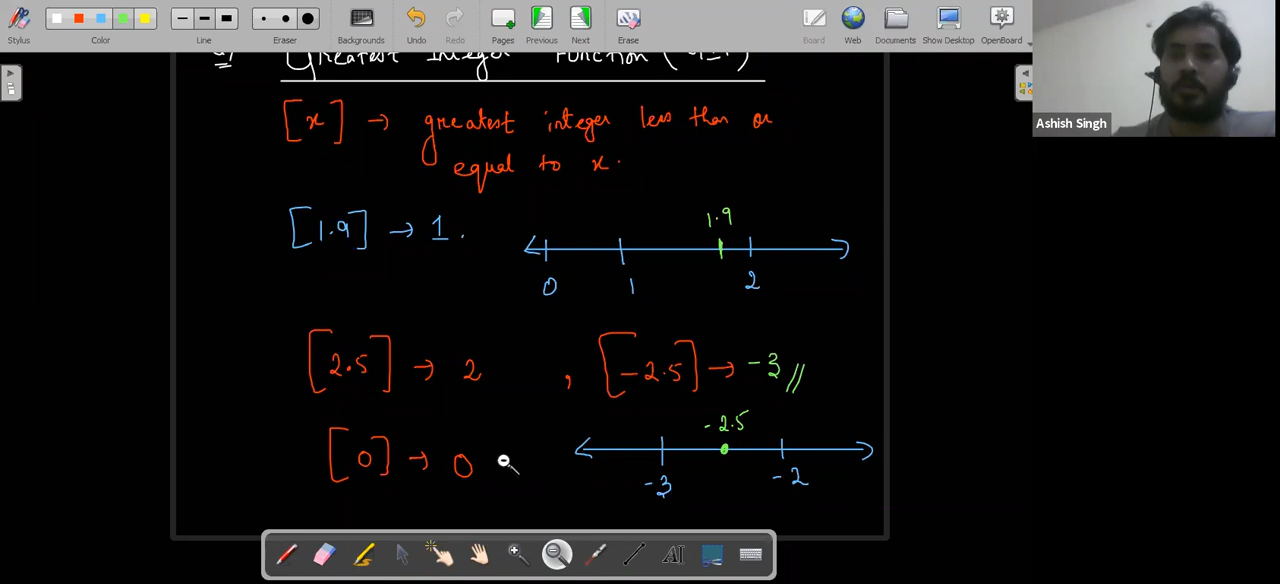 Stylus
Color
Line
Eraser
Backgrounds
Undo
Redo
Pages
Previous
Next
Erase
Board
Web
Documents
Show Desktop
OpenBoard
Ashish Singh
Greatest Integer Function
[x] → greatest integer less than or
equal to x.
[1.9] → 1.
1.9
0 1 2
[2.5] → 2 , [-2.5] → -3 //
-2.5
[0] → 0
-3 -2
AI